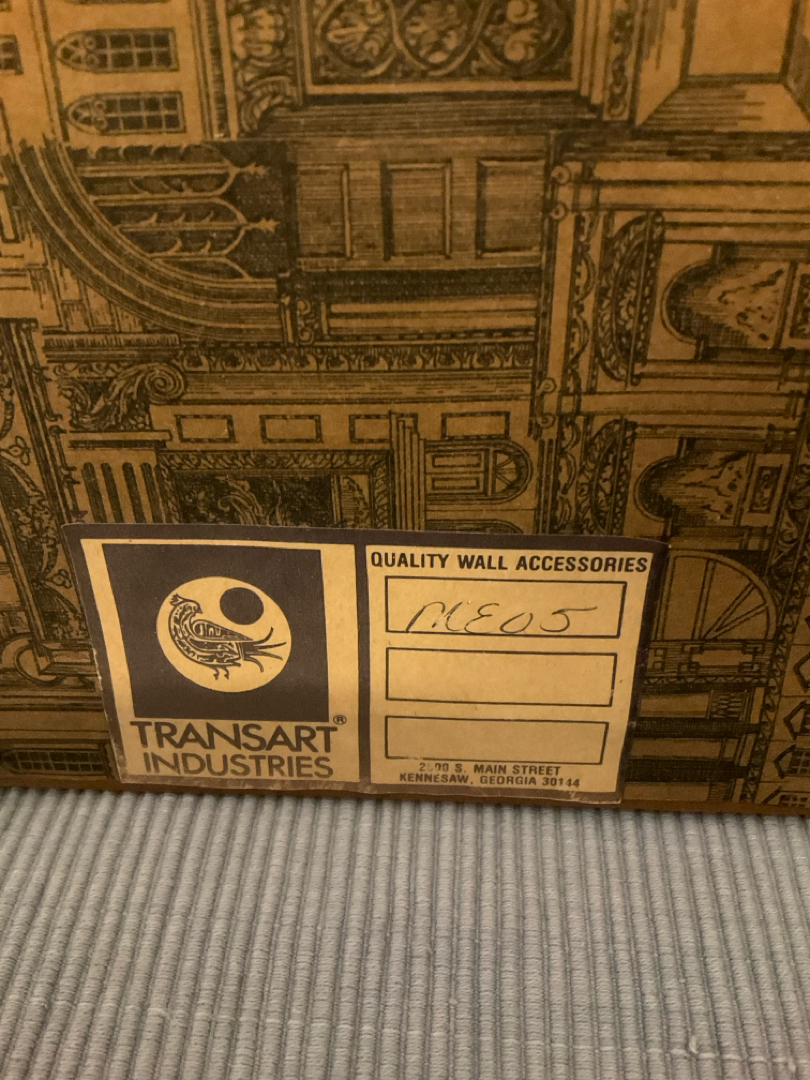 TRANSART®
INDUSTRIES
QUALITY WALL ACCESSORIES
ME05
S. MAIN STREET
KENNESAW, GEORGIA 30144